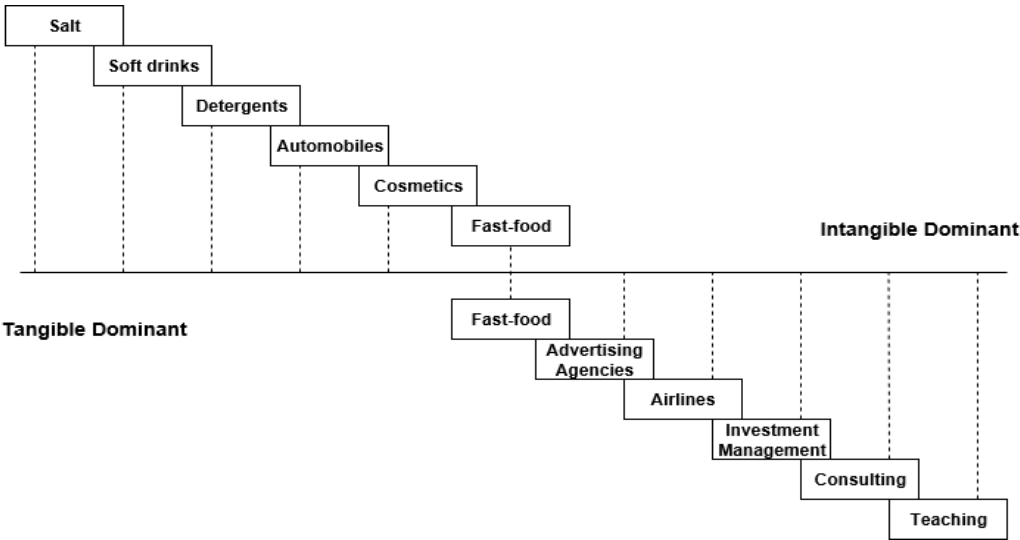 Salt
Soft drinks
Detergents
Automobiles
Cosmetics
Fast-food
Intangible Dominant
Tangible Dominant
Fast-food
Advertising
Agencies
Airlines
Investment
Management
Consulting
Teaching